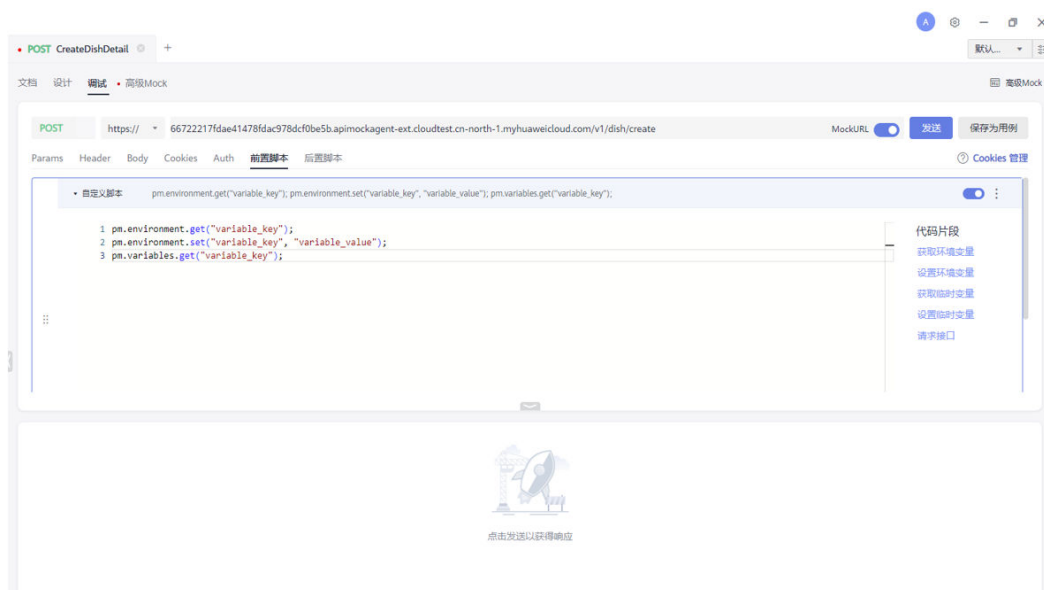 A
POST CreateDishDetail +
默认...
文档 设计 调试 高级Mock
高级Mock
POST https:// 66722217fdae41478fdac978dcf0be5b.apimockagent-ext.cloudtest.cn-north-1.myhuaweicloud.com/v1/dish/create MockURL 发送 保存为用例
Params Header Body Cookies Auth 前置脚本 后置脚本 Cookies 管理
自定义脚本 pm.environment.get("variable_key"); pm.environment.set("variable_key", "variable_value"); pm.variables.get("variable_key");
1 pm.environment.get("variable_key");
2 pm.environment.set("variable_key", "variable_value");
3 pm.variables.get("variable_key");
代码片段
获取环境变量
设置环境变量
获取临时变量
设置临时变量
请求接口
点击发送以获得响应